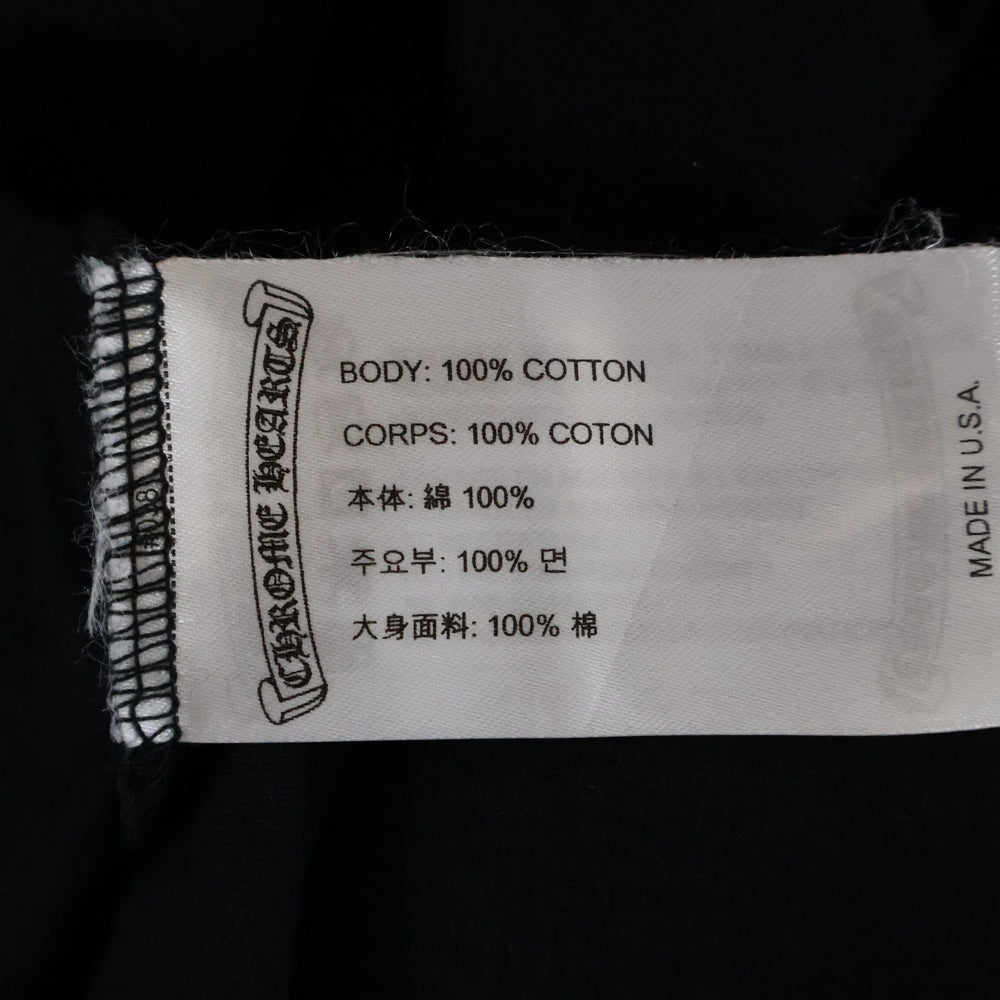 CHROME HEARTS
BODY: 100% COTTON
CORPS: 100% COTON
本体: 綿 100%
주요부: 100% 면
大身面料: 100% 棉
MADE IN U.S.A.